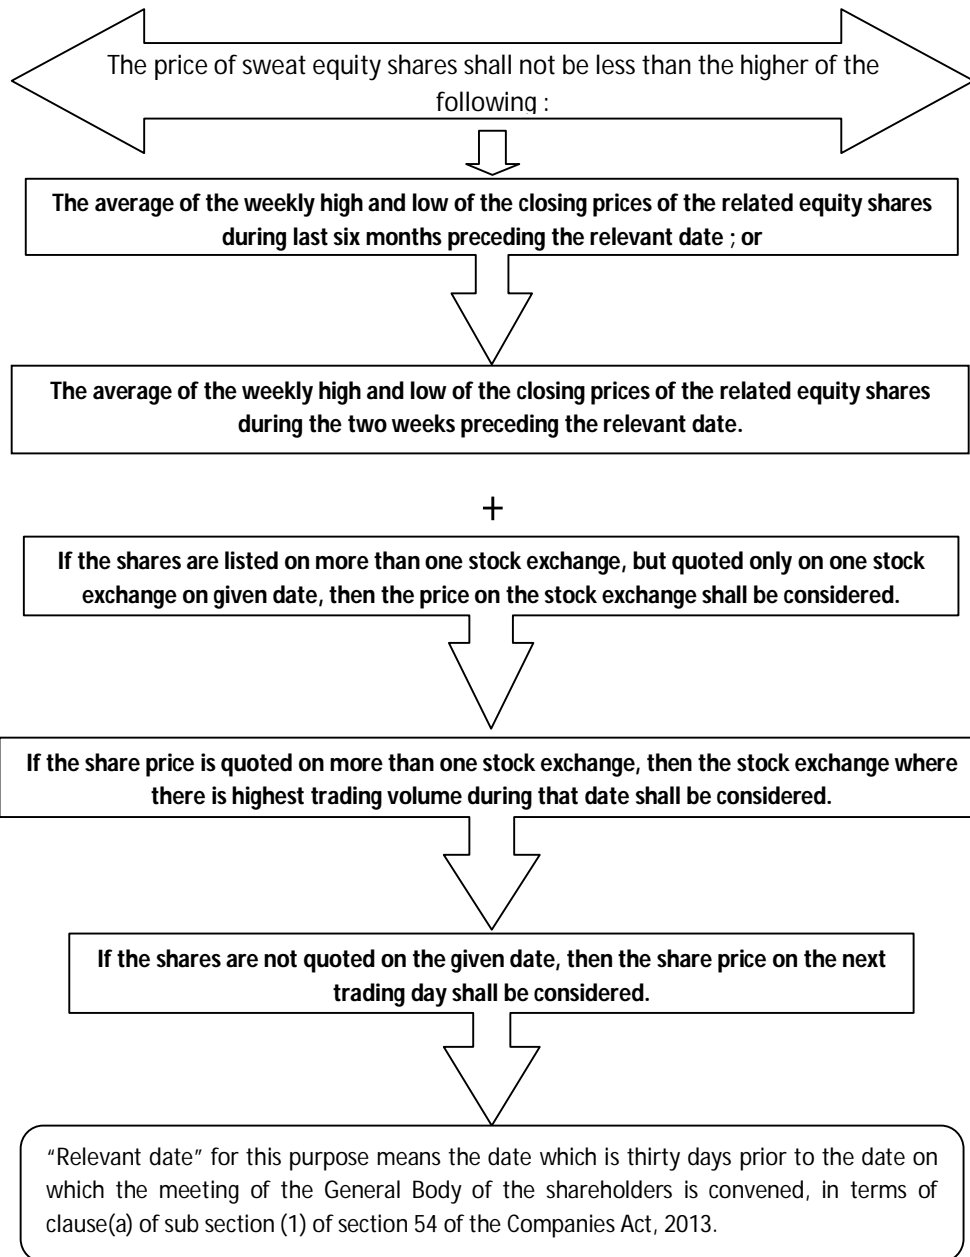 The price of sweat equity shares shall not be less than the higher of the
following :
The average of the weekly high and low of the closing prices of the related equity shares
during last six months preceding the relevant date ; or
The average of the weekly high and low of the closing prices of the related equity shares
during the two weeks preceding the relevant date.
+
If the shares are listed on more than one stock exchange, but quoted only on one stock
exchange on given date, then the price on the stock exchange shall be considered.
If the share price is quoted on more than one stock exchange, then the stock exchange where
there is highest trading volume during that date shall be considered.
If the shares are not quoted on the given date, then the share price on the next
trading day shall be considered.
“Relevant date” for this purpose means the date which is thirty days prior to the date on
which the meeting of the General Body of the shareholders is convened, in terms of
clause(a) of sub section (1) of section 54 of the Companies Act, 2013.